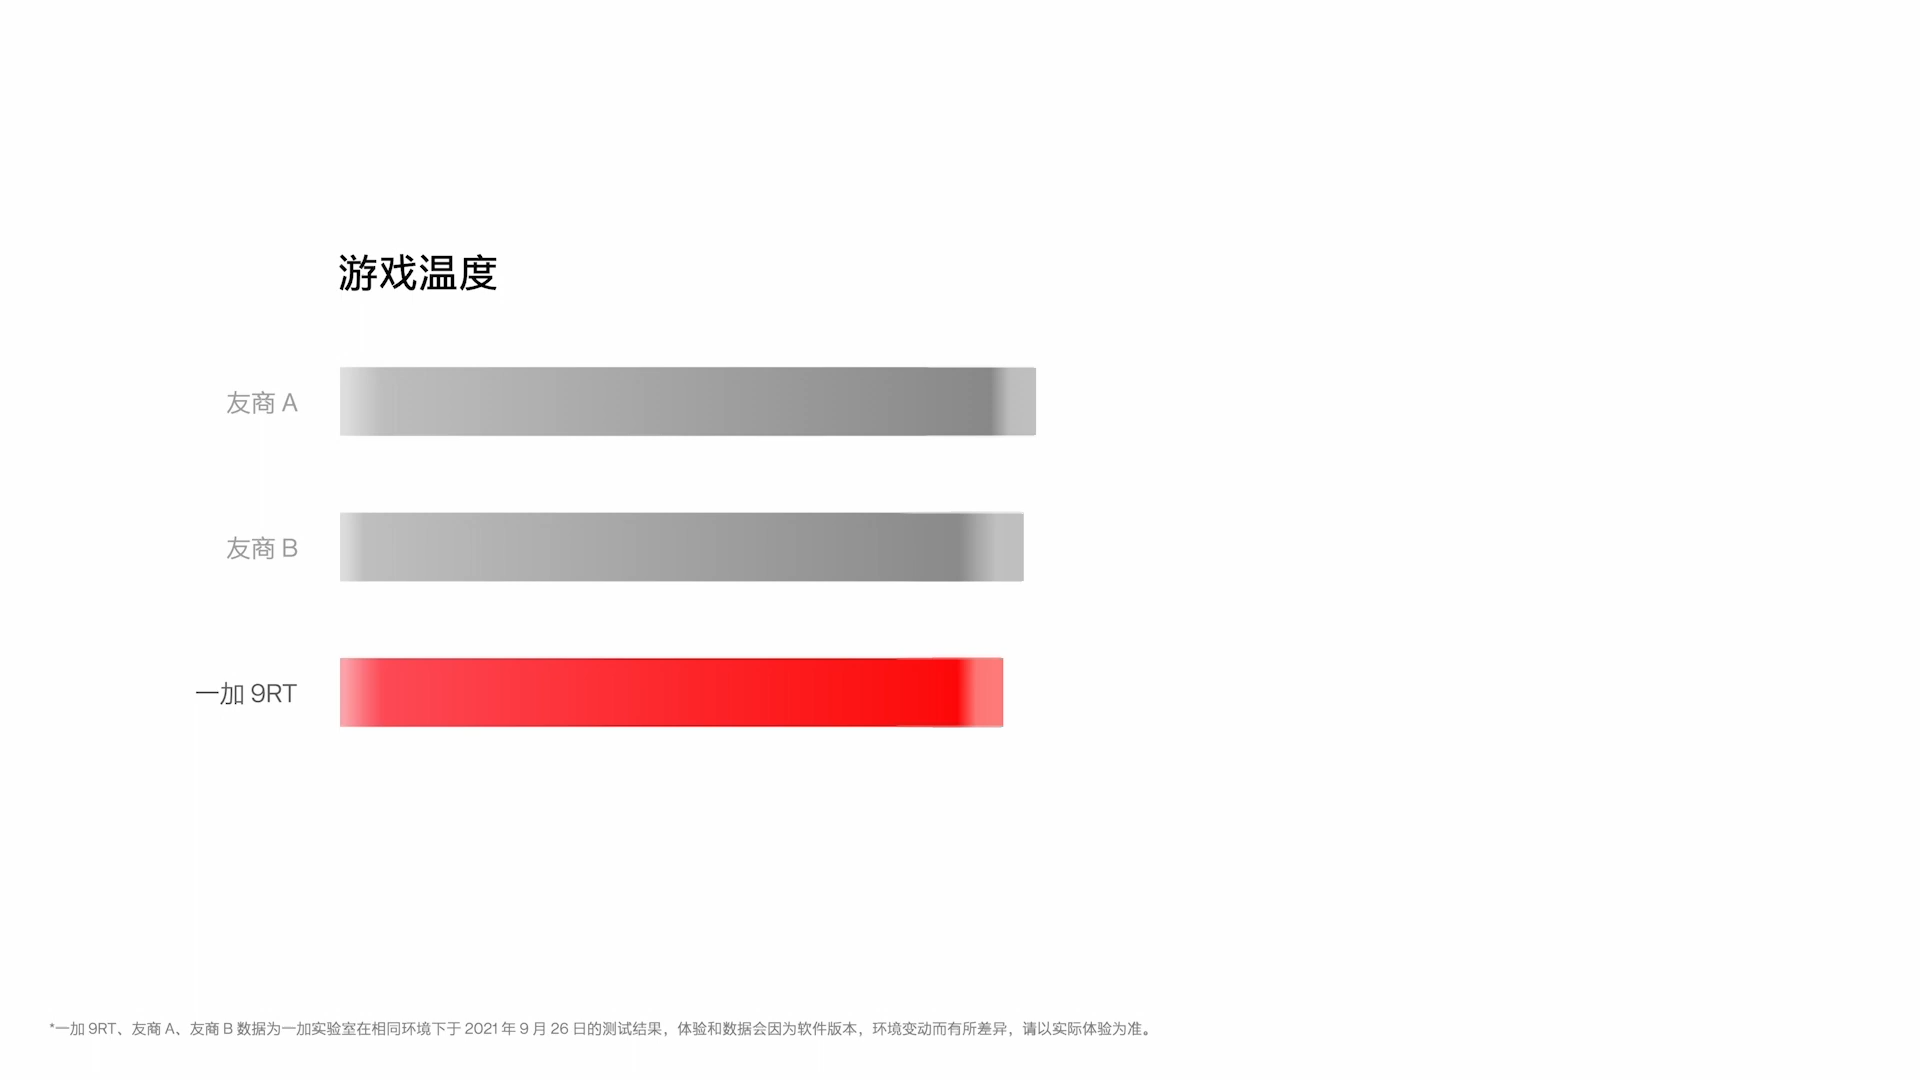 游戏温度
友商 A
友商 B
一加 9RT
*一加 9RT、友商 A、友商 B 数据为一加实验室在相同环境下于 2021 年 9 月 26 日的测试结果，体验和数据会因为软件版本，环境变动而有所差异，请以实际体验为准。